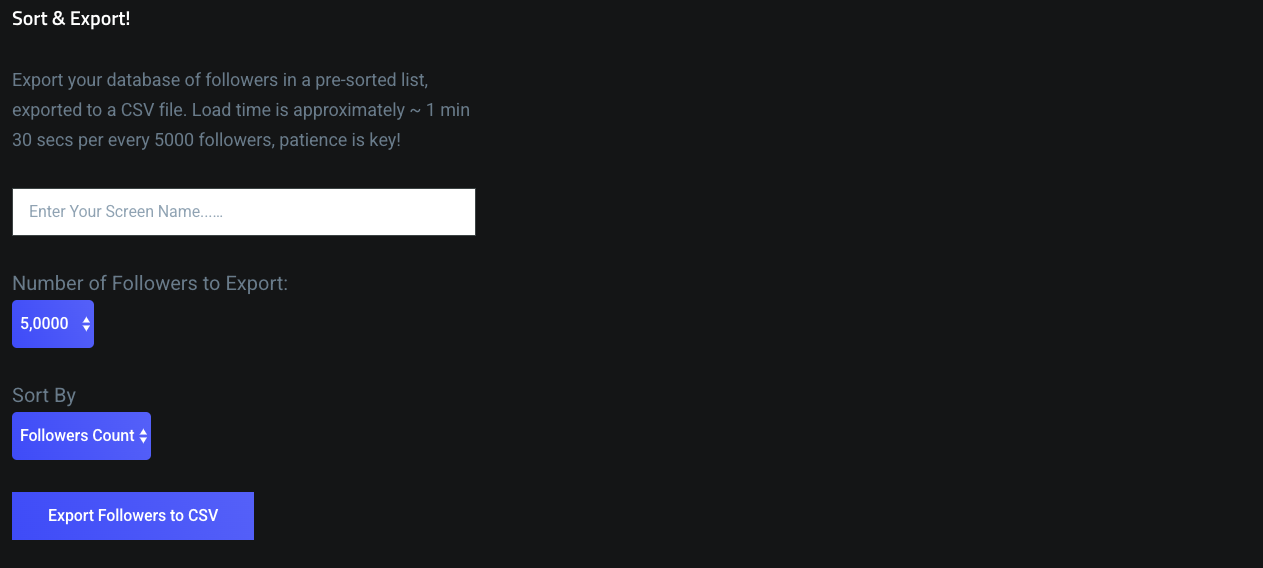 Sort & Export!
Export your database of followers in a pre-sorted list,
exported to a CSV file. Load time is approximately ~ 1 min
30 secs per every 5000 followers, patience is key!
Enter Your Screen Name......
Number of Followers to Export:
5,0000
Sort By
Followers Count
Export Followers to CSV